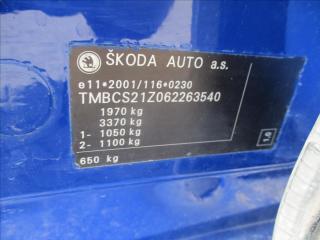 ŠKODA AUTO a.s.
e11*2001/116*0230
TMBCS21Z062263540
1970 kg
3370 kg
1- 1050 kg
2- 1100 kg
650 kg